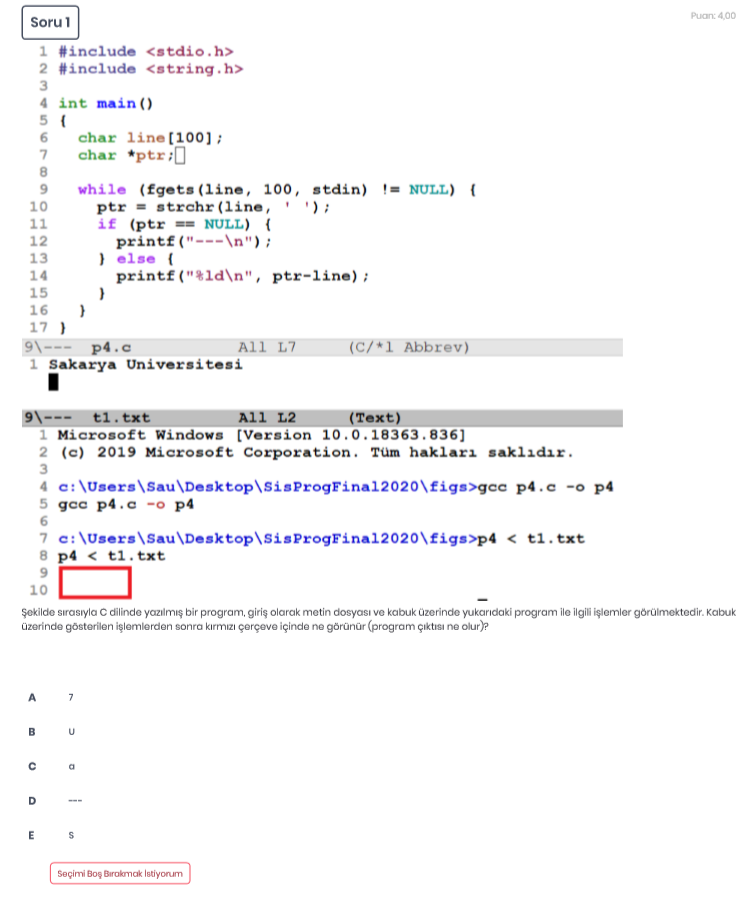 Soru 1
Puan: 4,00
1 #include <stdio.h>
2 #include <string.h>
3
4 int main()
5 {
6 char line[100];
7 char *ptr;
8
9 while (fgets(line, 100, stdin) != NULL) {
10 ptr = strchr(line, ' ');
11 if (ptr == NULL) {
12 printf("---\n");
13 } else {
14 printf("%ld\n", ptr-line);
15 }
16 }
17 }
9\--- p4.c All L7 (C/*l Abbrev)
1 Sakarya Universitesi
9\--- t1.txt All L2 (Text)
1 Microsoft Windows [Version 10.0.18363.836]
2 (c) 2019 Microsoft Corporation. Tüm hakları saklıdır.
3
4 c:\Users\Sau\Desktop\SisProgFinal2020\figs>gcc p4.c -o p4
5 gcc p4.c -o p4
6
7 c:\Users\Sau\Desktop\SisProgFinal2020\figs>p4 < t1.txt
8 p4 < t1.txt
9
10
Şekilde sırasıyla C dilinde yazılmış bir program, giriş olarak metin dosyası ve kabuk üzerinde yukarıdaki program ile ilgili işlemler görülmektedir. Kabuk
üzerinde gösterilen işlemlerden sonra kırmızı çerçeve içinde ne görünür (program çıktısı ne olur)?
A 7
B U
C a
D ---
E S
Seçimi Boş Bırakmak İstiyorum